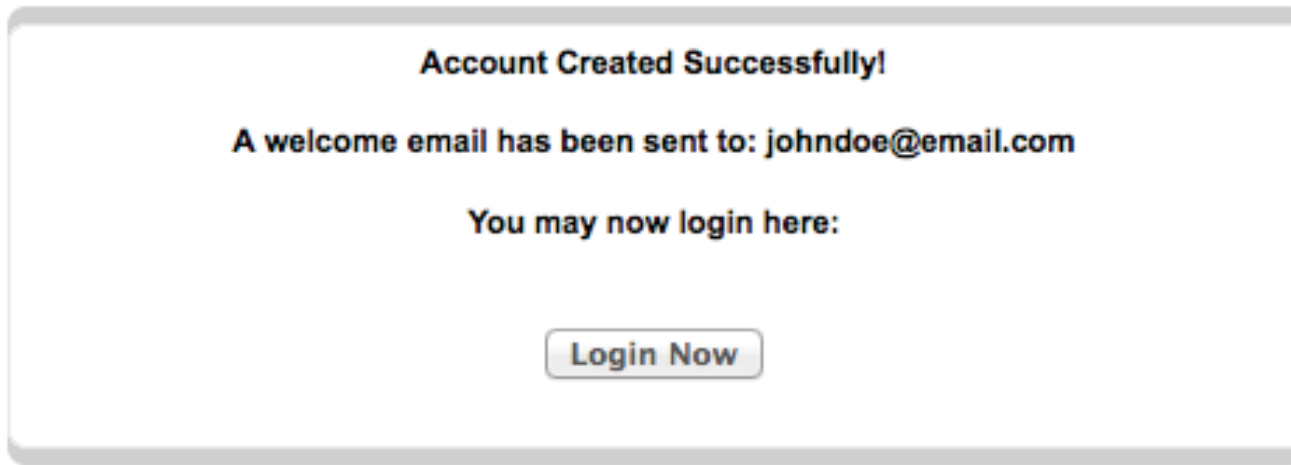 Account Created Successfully!
A welcome email has been sent to: johndoe@email.com
You may now login here:
Login Now